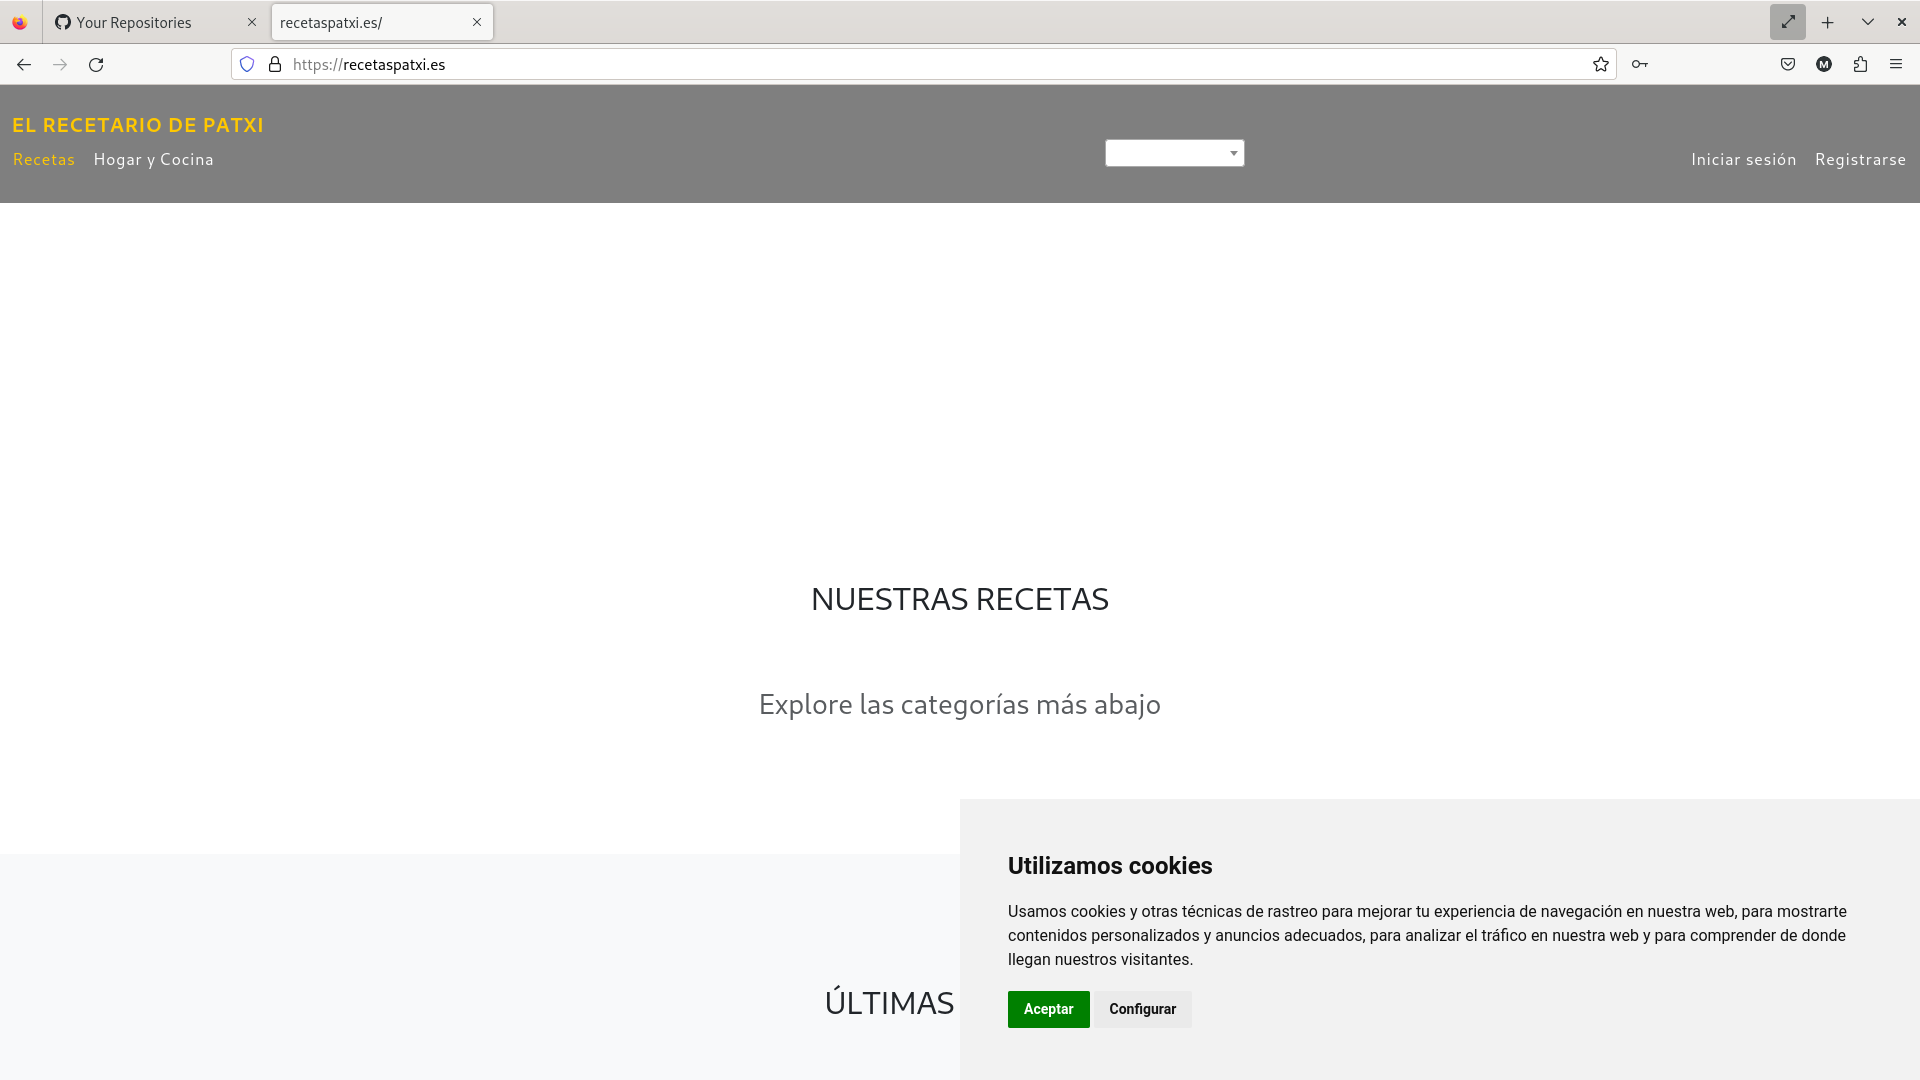 Your Repositories
recetaspatxi.es/
https://recetaspatxi.es
M
EL RECETARIO DE PATXI
Recetas Hogar y Cocina
Iniciar sesión Registrarse
NUESTRAS RECETAS
Explore las categorías más abajo
ÚLTIMAS
Utilizamos cookies
Usamos cookies y otras técnicas de rastreo para mejorar tu experiencia de navegación en nuestra web, para mostrarte
contenidos personalizados y anuncios adecuados, para analizar el tráfico en nuestra web y para comprender de donde
llegan nuestros visitantes.
Aceptar Configurar